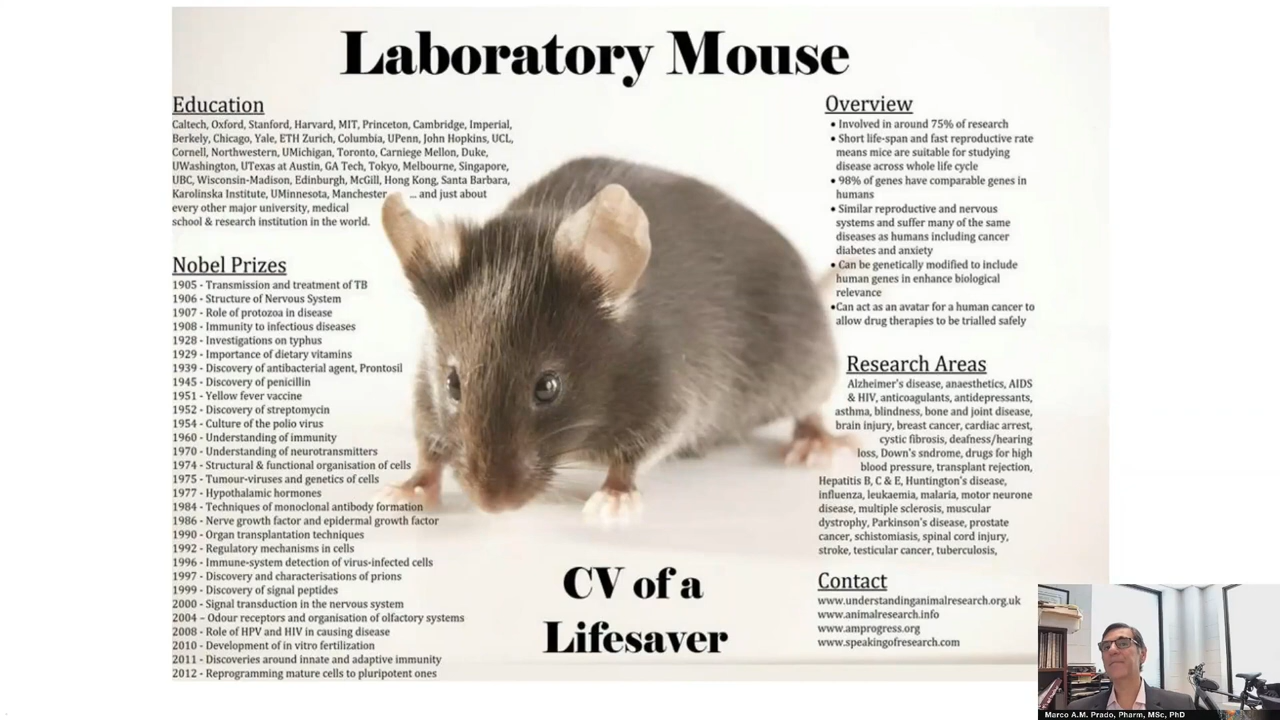 Laboratory Mouse
Education
Caltech, Oxford, Stanford, Harvard, MIT, Princeton, Cambridge, Imperial,
Berkely, Chicago, Yale, ETH Zurich, Columbia, UPenn, John Hopkins, UCL,
Cornell, Northwestern, UMichigan, Toronto, Carniege Mellon, Duke,
UWashington, UTexas at Austin, GA Tech, Tokyo, Melbourne, Singapore,
UBC, Wisconsin-Madison, Edinburgh, McGill, Hong Kong, Santa Barbara,
Karolinska Institute, UMinnesota, Manchester ... and just about
every other major university, medical
school & research institution in the world.
Nobel Prizes
1905 - Transmission and treatment of TB
1906 - Structure of Nervous System
1907 - Role of protozoa in disease
1908 - Immunity to infectious diseases
1928 - Investigations on typhus
1929 - Importance of dietary vitamins
1939 - Discovery of antibacterial agent, Prontosil
1945 - Discovery of penicillin
1951 - Yellow fever vaccine
1952 - Discovery of streptomycin
1954 - Culture of the polio virus
1960 - Understanding of immunity
1970 - Understanding of neurotransmitters
1974 - Structural & functional organisation of cells
1975 - Tumour-viruses and genetics of cells
1977 - Hypothalamic hormones
1984 - Techniques of monoclonal antibody formation
1986 - Nerve growth factor and epidermal growth factor
1990 - Organ transplantation techniques
1992 - Regulatory mechanisms in cells
1996 - Immune-system detection of virus-infected cells
1997 - Discovery and characterisations of prions
1999 - Discovery of signal peptides
2000 - Signal transduction in the nervous system
2004 – Odour receptors and organisation of olfactory systems
2008 - Role of HPV and HIV in causing disease
2010 - Development of in vitro fertilization
2011 - Discoveries around innate and adaptive immunity
2012 - Reprogramming mature cells to pluripotent ones
CV of a
Lifesaver
Overview
• Involved in around 75% of research
• Short life-span and fast reproductive rate
means mice are suitable for studying
disease across whole life cycle
• 98% of genes have comparable genes in
humans
• Similar reproductive and nervous
systems and suffer many of the same
diseases as humans including cancer
diabetes and anxiety
• Can be genetically modified to include
human genes in enhance biological
relevance
•Can act as an avatar for a human cancer to
allow drug therapies to be trialled safely
Research Areas
Alzheimer's disease, anaesthetics, AIDS
& HIV, anticoagulants, antidepressants,
asthma, blindness, bone and joint disease,
brain injury, breast cancer, cardiac arrest,
cystic fibrosis, deafness/hearing
loss, Down's sndrome, drugs for high
blood pressure, transplant rejection,
Hepatitis B, C & E, Huntington's disease,
influenza, leukaemia, malaria, motor neurone
disease, multiple sclerosis, muscular
dystrophy, Parkinson's disease, prostate
cancer, schistomiasis, spinal cord injury,
stroke, testicular cancer, tuberculosis,
Contact
www.understandinganimalresearch.org.uk
www.animalresearch.info
www.amprogress.org
www.speakingofresearch.com
Marco A.M. Prado, Pharm, MSc, PhD